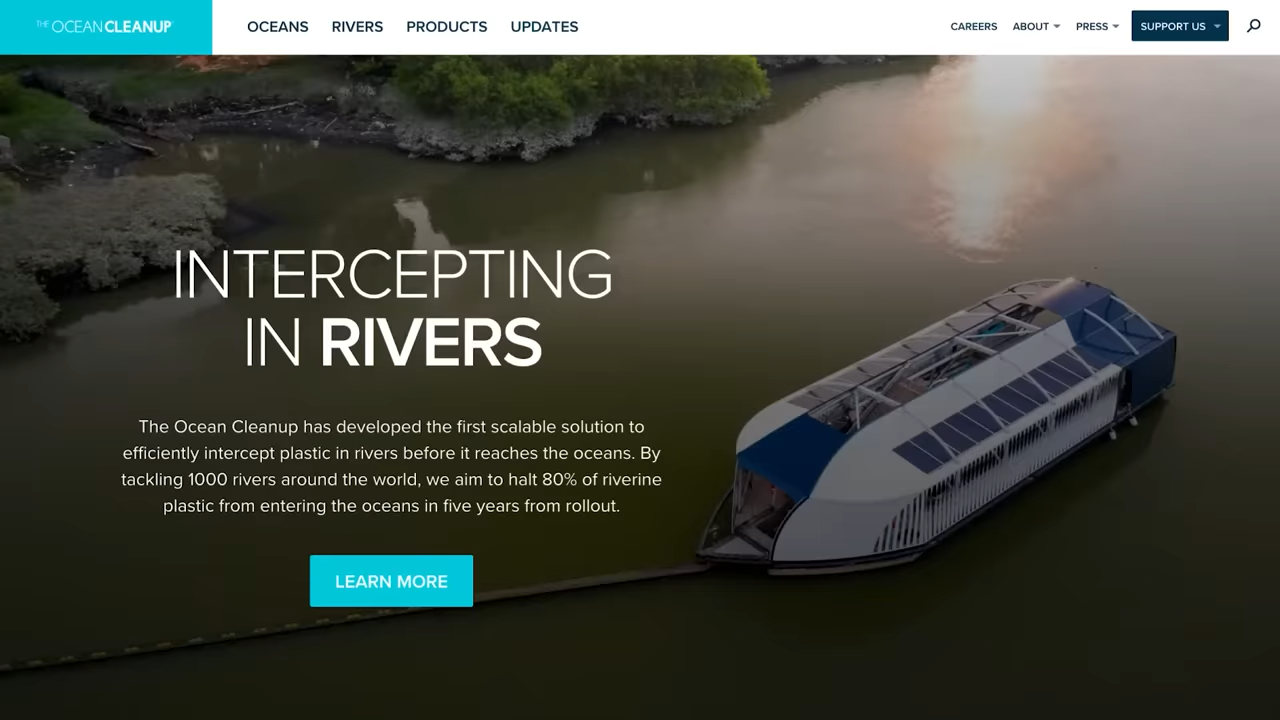 THE OCEAN CLEANUP
OCEANS RIVERS PRODUCTS UPDATES
CAREERS ABOUT PRESS SUPPORT US
INTERCEPTING
IN RIVERS
The Ocean Cleanup has developed the first scalable solution to
efficiently intercept plastic in rivers before it reaches the oceans. By
tackling 1000 rivers around the world, we aim to halt 80% of riverine
plastic from entering the oceans in five years from rollout.
LEARN MORE